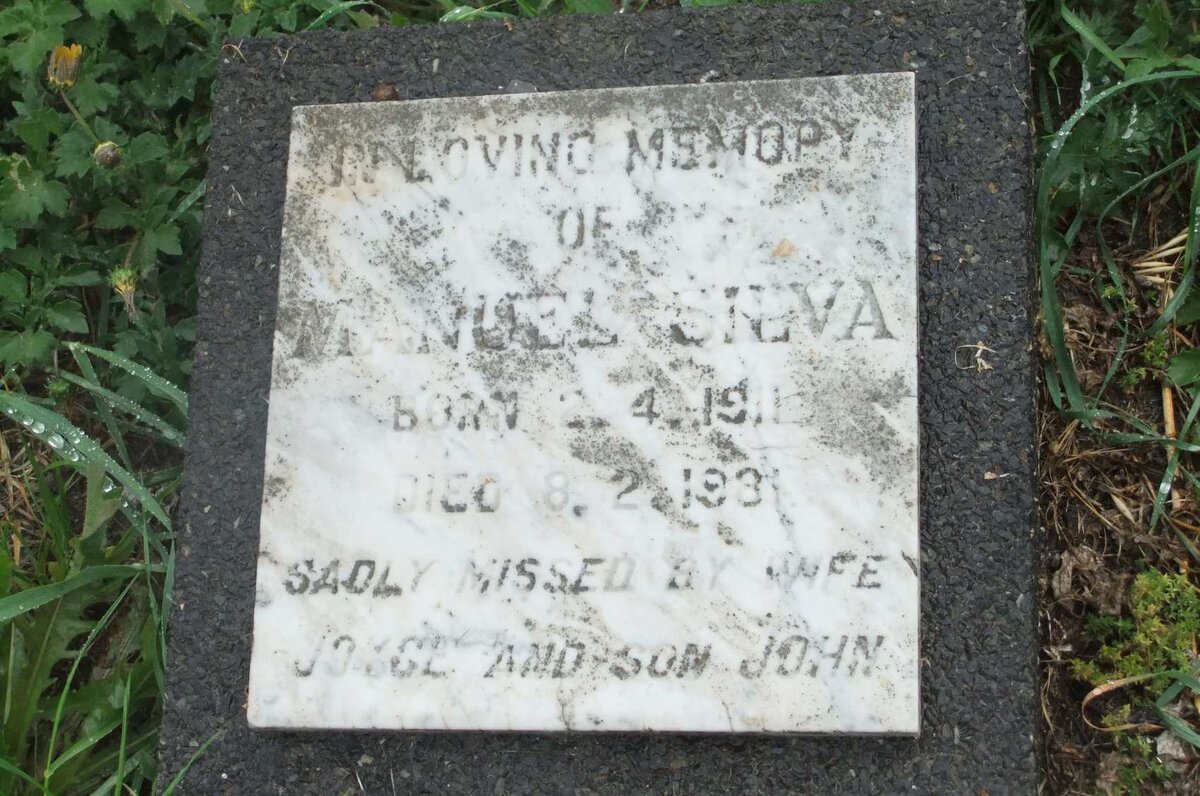 IN LOVING MEMORY
OF
MANUEL SILVA
BORN 2.4.1911
DIED 8.2.1981
SADLY MISSED BY WIFE
JOYCE AND SON JOHN